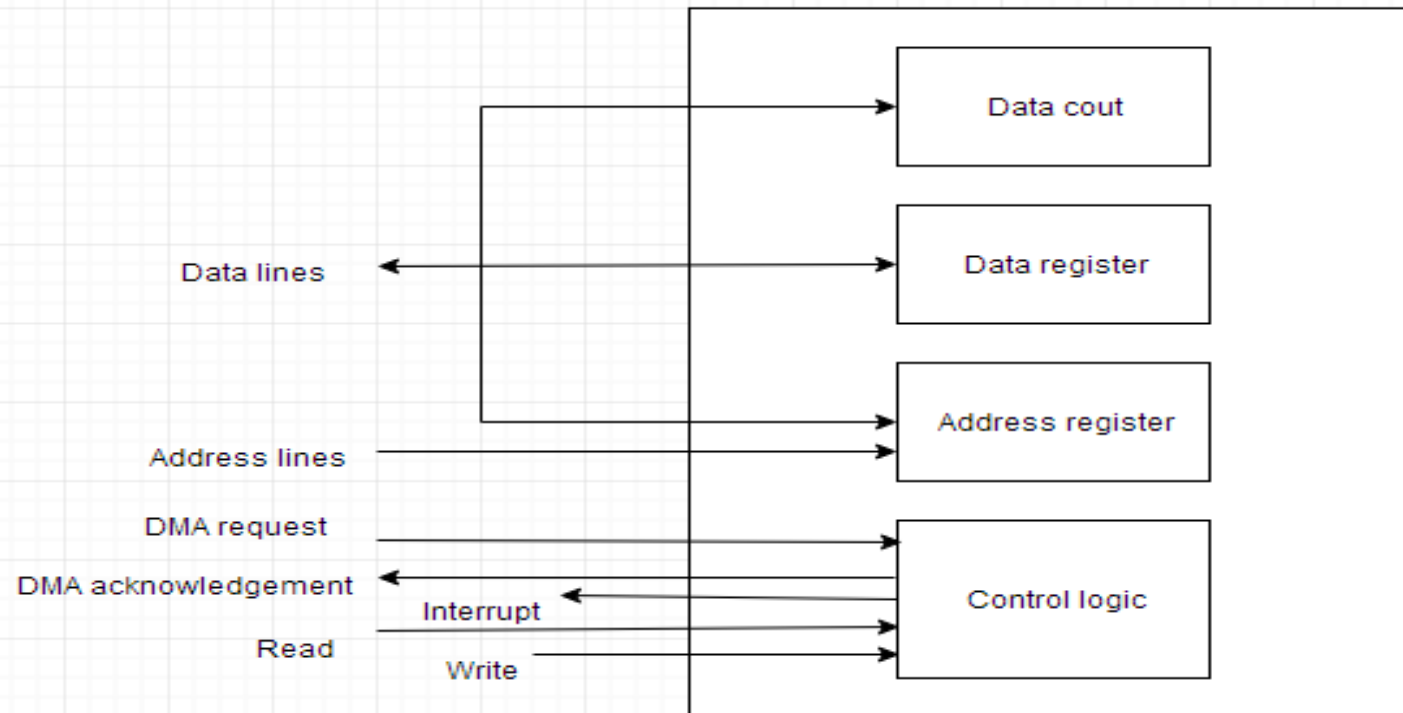 Data cout
Data lines
Data register
Address register
Address lines
DMA request
DMA acknowledgement
Interrupt
Control logic
Read
Write